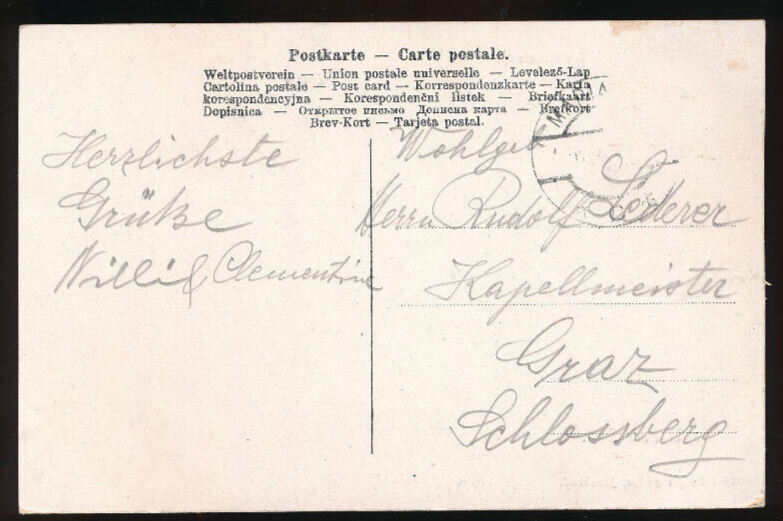 Postkarte — Carte postale.
Weltpostverein — Union postale universelle — Levelező-Lap
Cartolina postale — Post card — Korrespondenzkarte — Karta
korespondencyjna — Korespondenční listek — Briefkaart
Dopisnica — Открытое письмо Дописна карта — Brefkort
Brev-Kort — Tarjeta postal.
Herzlichste
Grüße
Willi & Clementine
Wohlgeb.
Herrn Rudolf Lederer
Kapellmeister
Graz
Schlossberg